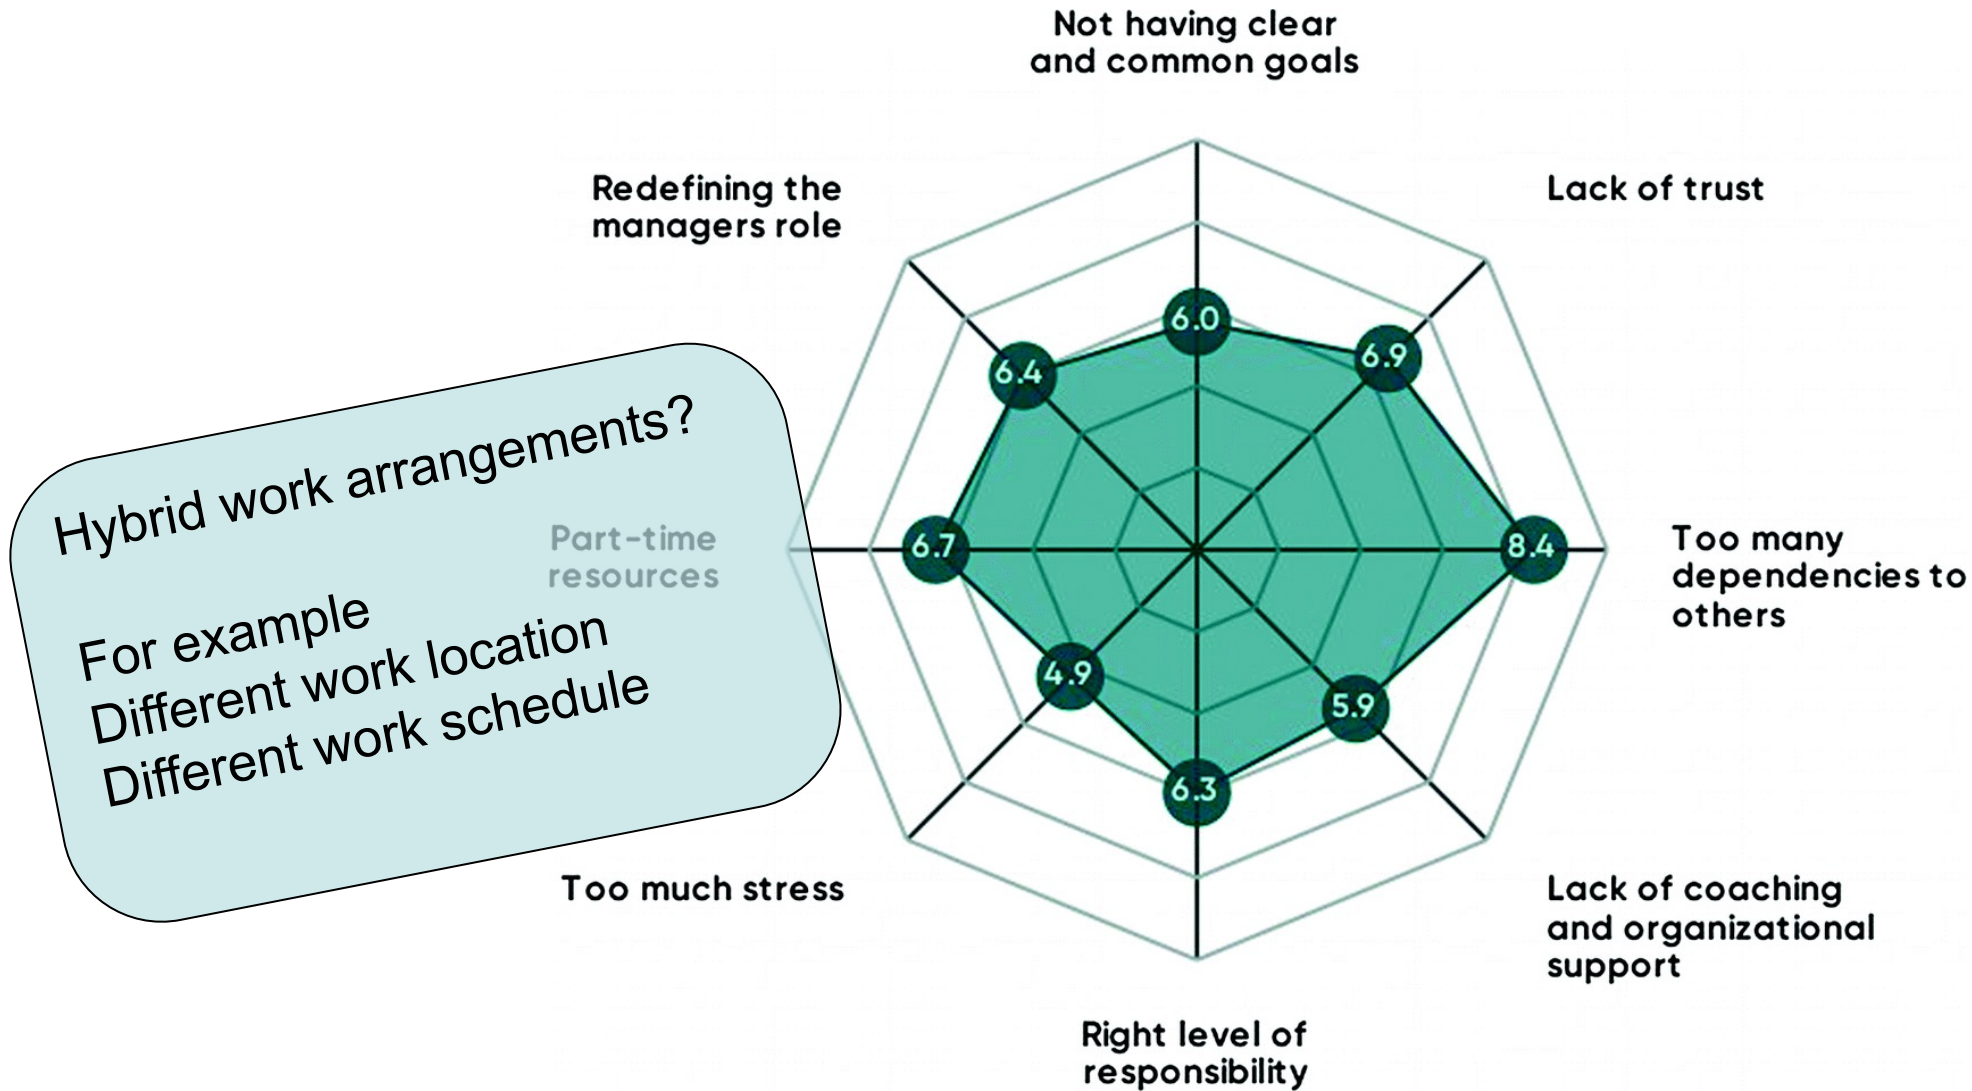 Not having clear
and common goals
Redefining the
managers role
Lack of trust
6.0
6.9
6.4
Hybrid work arrangements?
For example
Different work location
Different work schedule
Part-time
resources
6.7
8.4
Too many
dependencies to
others
4.9
5.9
6.3
Too much stress
Lack of coaching
and organizational
support
Right level of
responsibility